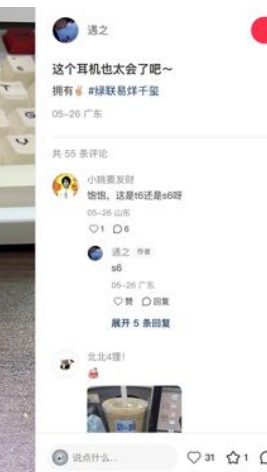 遇之
这个耳机也太会了吧～
拥有✌🏻 #绿联易烊千玺
05-26 广东
共 55 条评论
小姚要发财
饱饱，这是t6还是s6呀
05-26 山东
1 6
遇之 作者
s6
05-26 广东
赞 回复
展开 5 条回复
北北4狸！
说点什么... 31 1